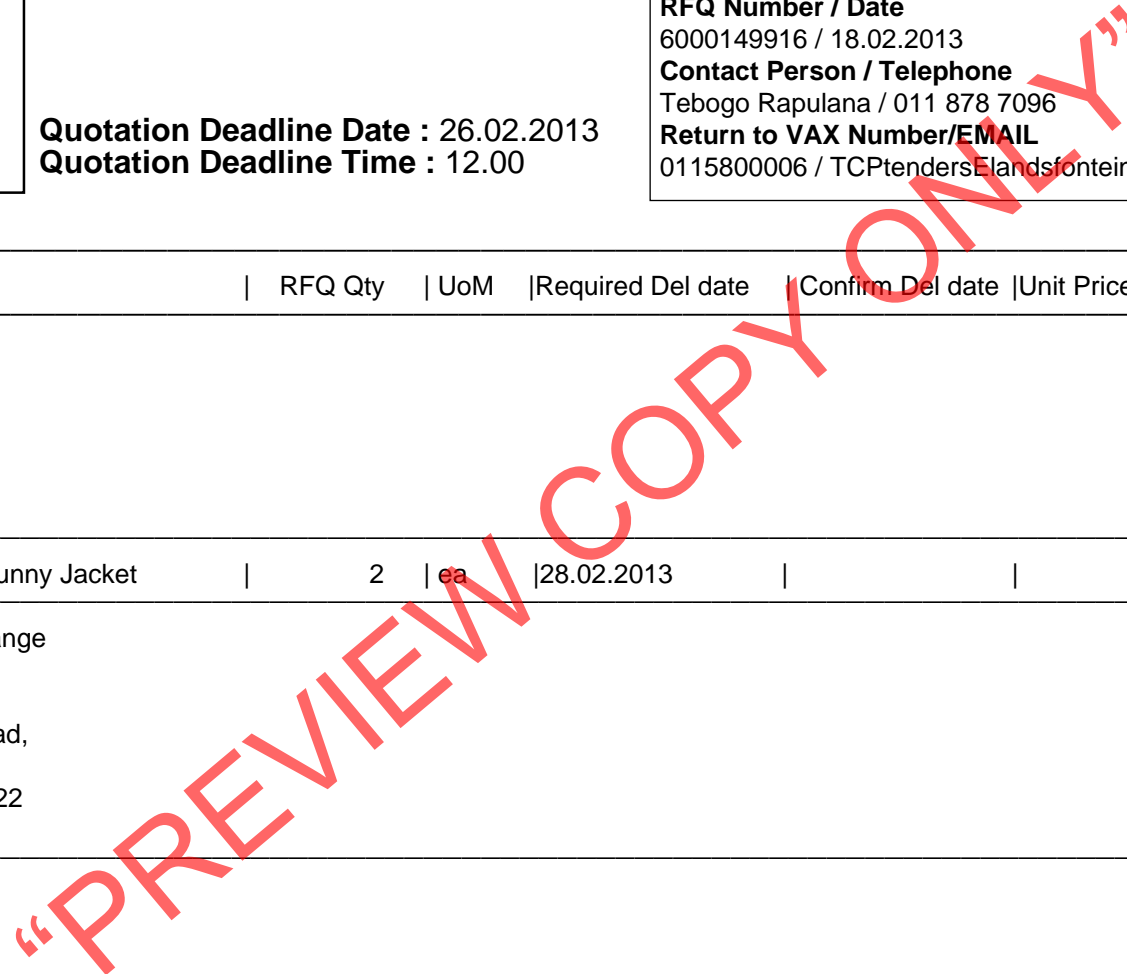 RFQ Number / Date
6000149916 / 18.02.2013
Contact Person / Telephone
Tebogo Rapulana / 011 878 7096
Return to VAX Number/EMAIL
0115800006 / TCPtendersElandsfontein
Quotation Deadline Date : 26.02.2013
Quotation Deadline Time : 12.00
| RFQ Qty | UoM |Required Del date | Confirm Del date |Unit Price
unny Jacket | 2 | ea |28.02.2013 | |
ange
ad,
22
“PREVIEW COPY ONLY”